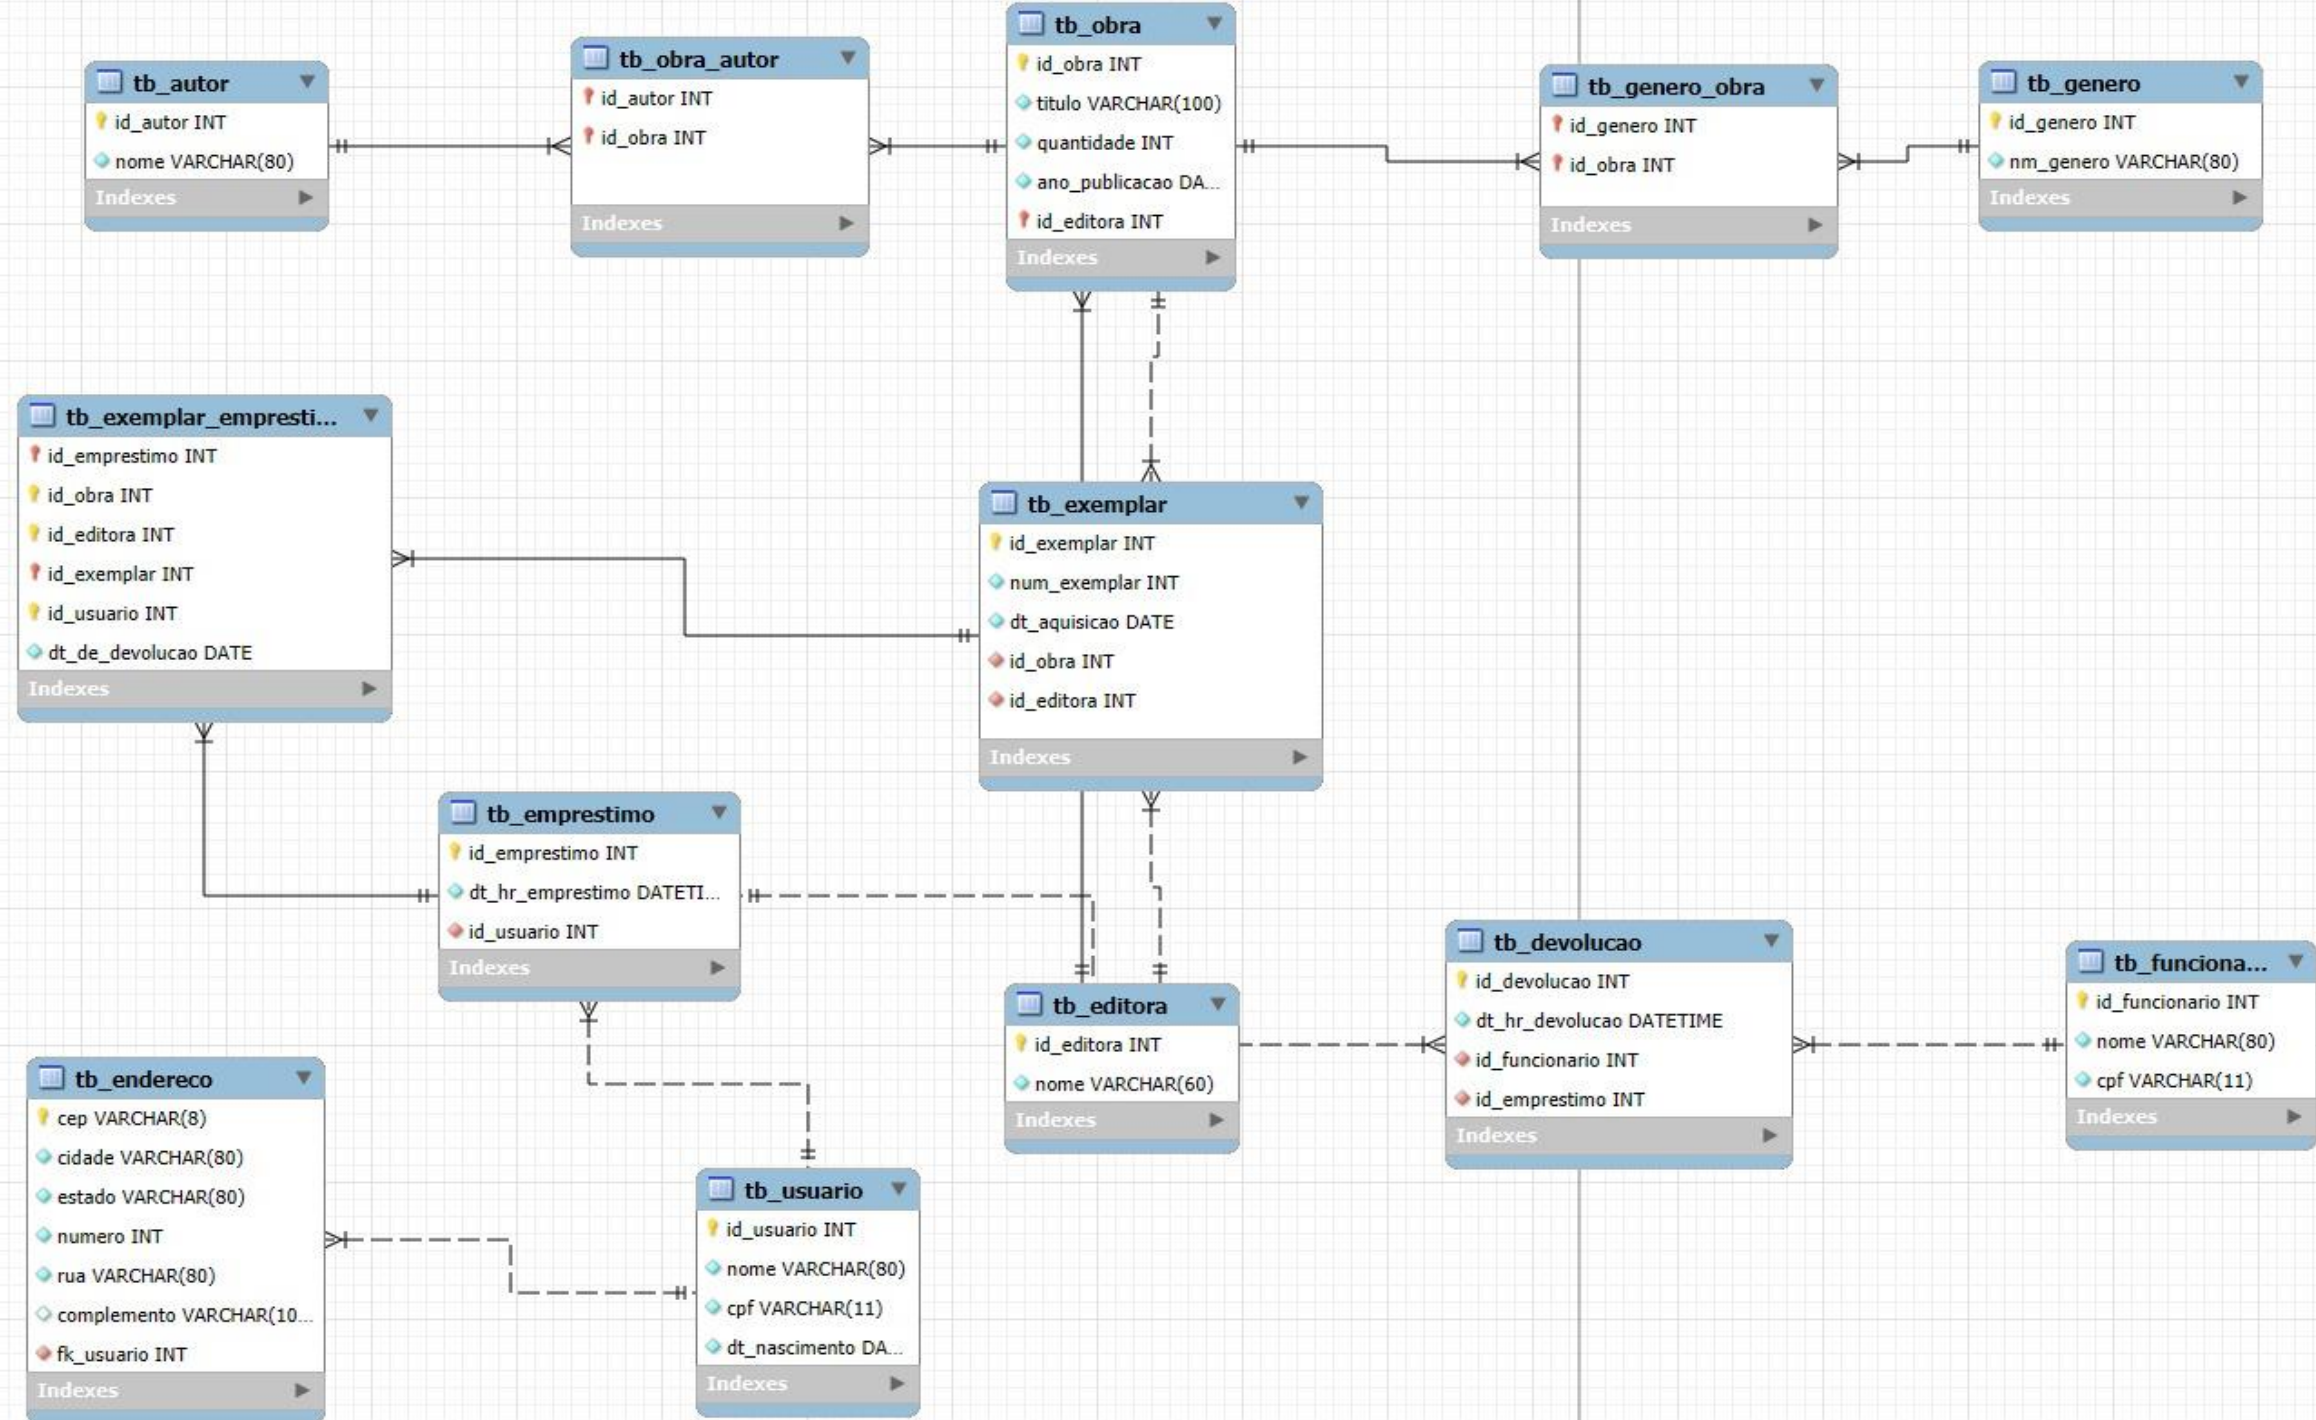 tb_autor
id_autor INT
nome VARCHAR(80)
Indexes
tb_obra_autor
id_autor INT
id_obra INT
Indexes
tb_obra
id_obra INT
titulo VARCHAR(100)
quantidade INT
ano_publicacao DA...
id_editora INT
Indexes
tb_genero_obra
id_genero INT
id_obra INT
Indexes
tb_genero
id_genero INT
nm_genero VARCHAR(80)
Indexes
tb_exemplar_empresti...
id_emprestimo INT
id_obra INT
id_editora INT
id_exemplar INT
id_usuario INT
dt_de_devolucao DATE
Indexes
tb_exemplar
id_exemplar INT
num_exemplar INT
dt_aquisicao DATE
id_obra INT
id_editora INT
Indexes
tb_emprestimo
id_emprestimo INT
dt_hr_emprestimo DATETI...
id_usuario INT
Indexes
tb_editora
id_editora INT
nome VARCHAR(60)
Indexes
tb_devolucao
id_devolucao INT
dt_hr_devolucao DATETIME
id_funcionario INT
id_emprestimo INT
Indexes
tb_funciona...
id_funcionario INT
nome VARCHAR(80)
cpf VARCHAR(11)
Indexes
tb_endereco
cep VARCHAR(8)
cidade VARCHAR(80)
estado VARCHAR(80)
numero INT
rua VARCHAR(80)
complemento VARCHAR(10...
fk_usuario INT
Indexes
tb_usuario
id_usuario INT
nome VARCHAR(80)
cpf VARCHAR(11)
dt_nascimento DA...
Indexes